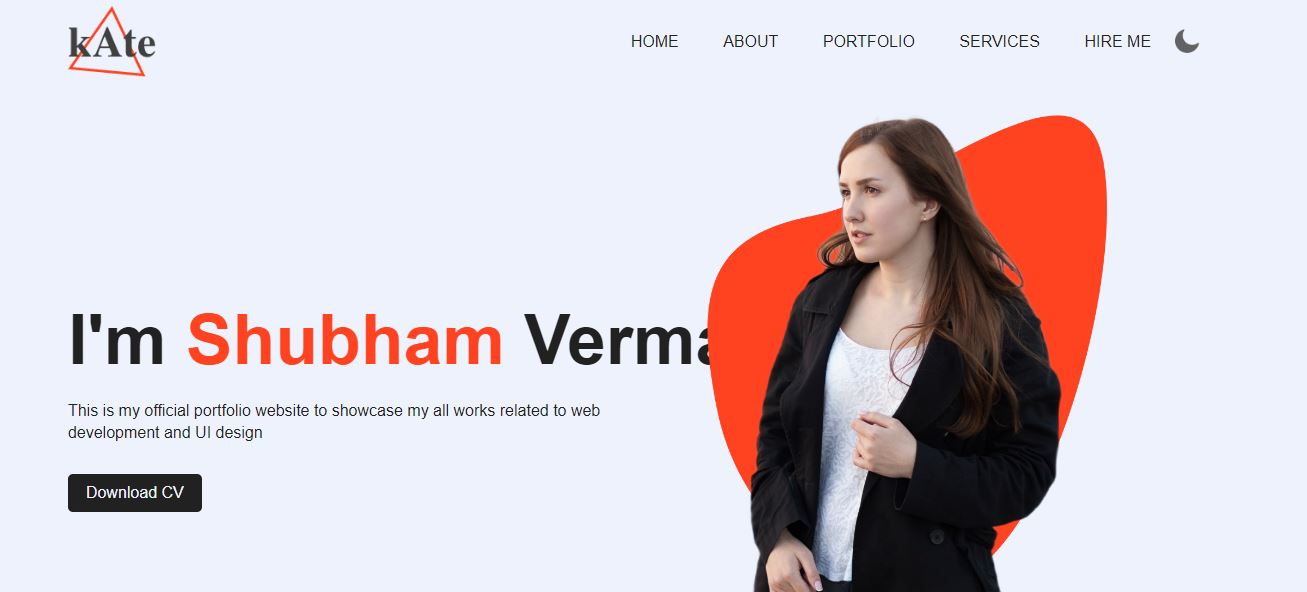 kAte
HOME ABOUT PORTFOLIO SERVICES HIRE ME
I'm Shubham Verma
This is my official portfolio website to showcase my all works related to web
development and UI design
Download CV